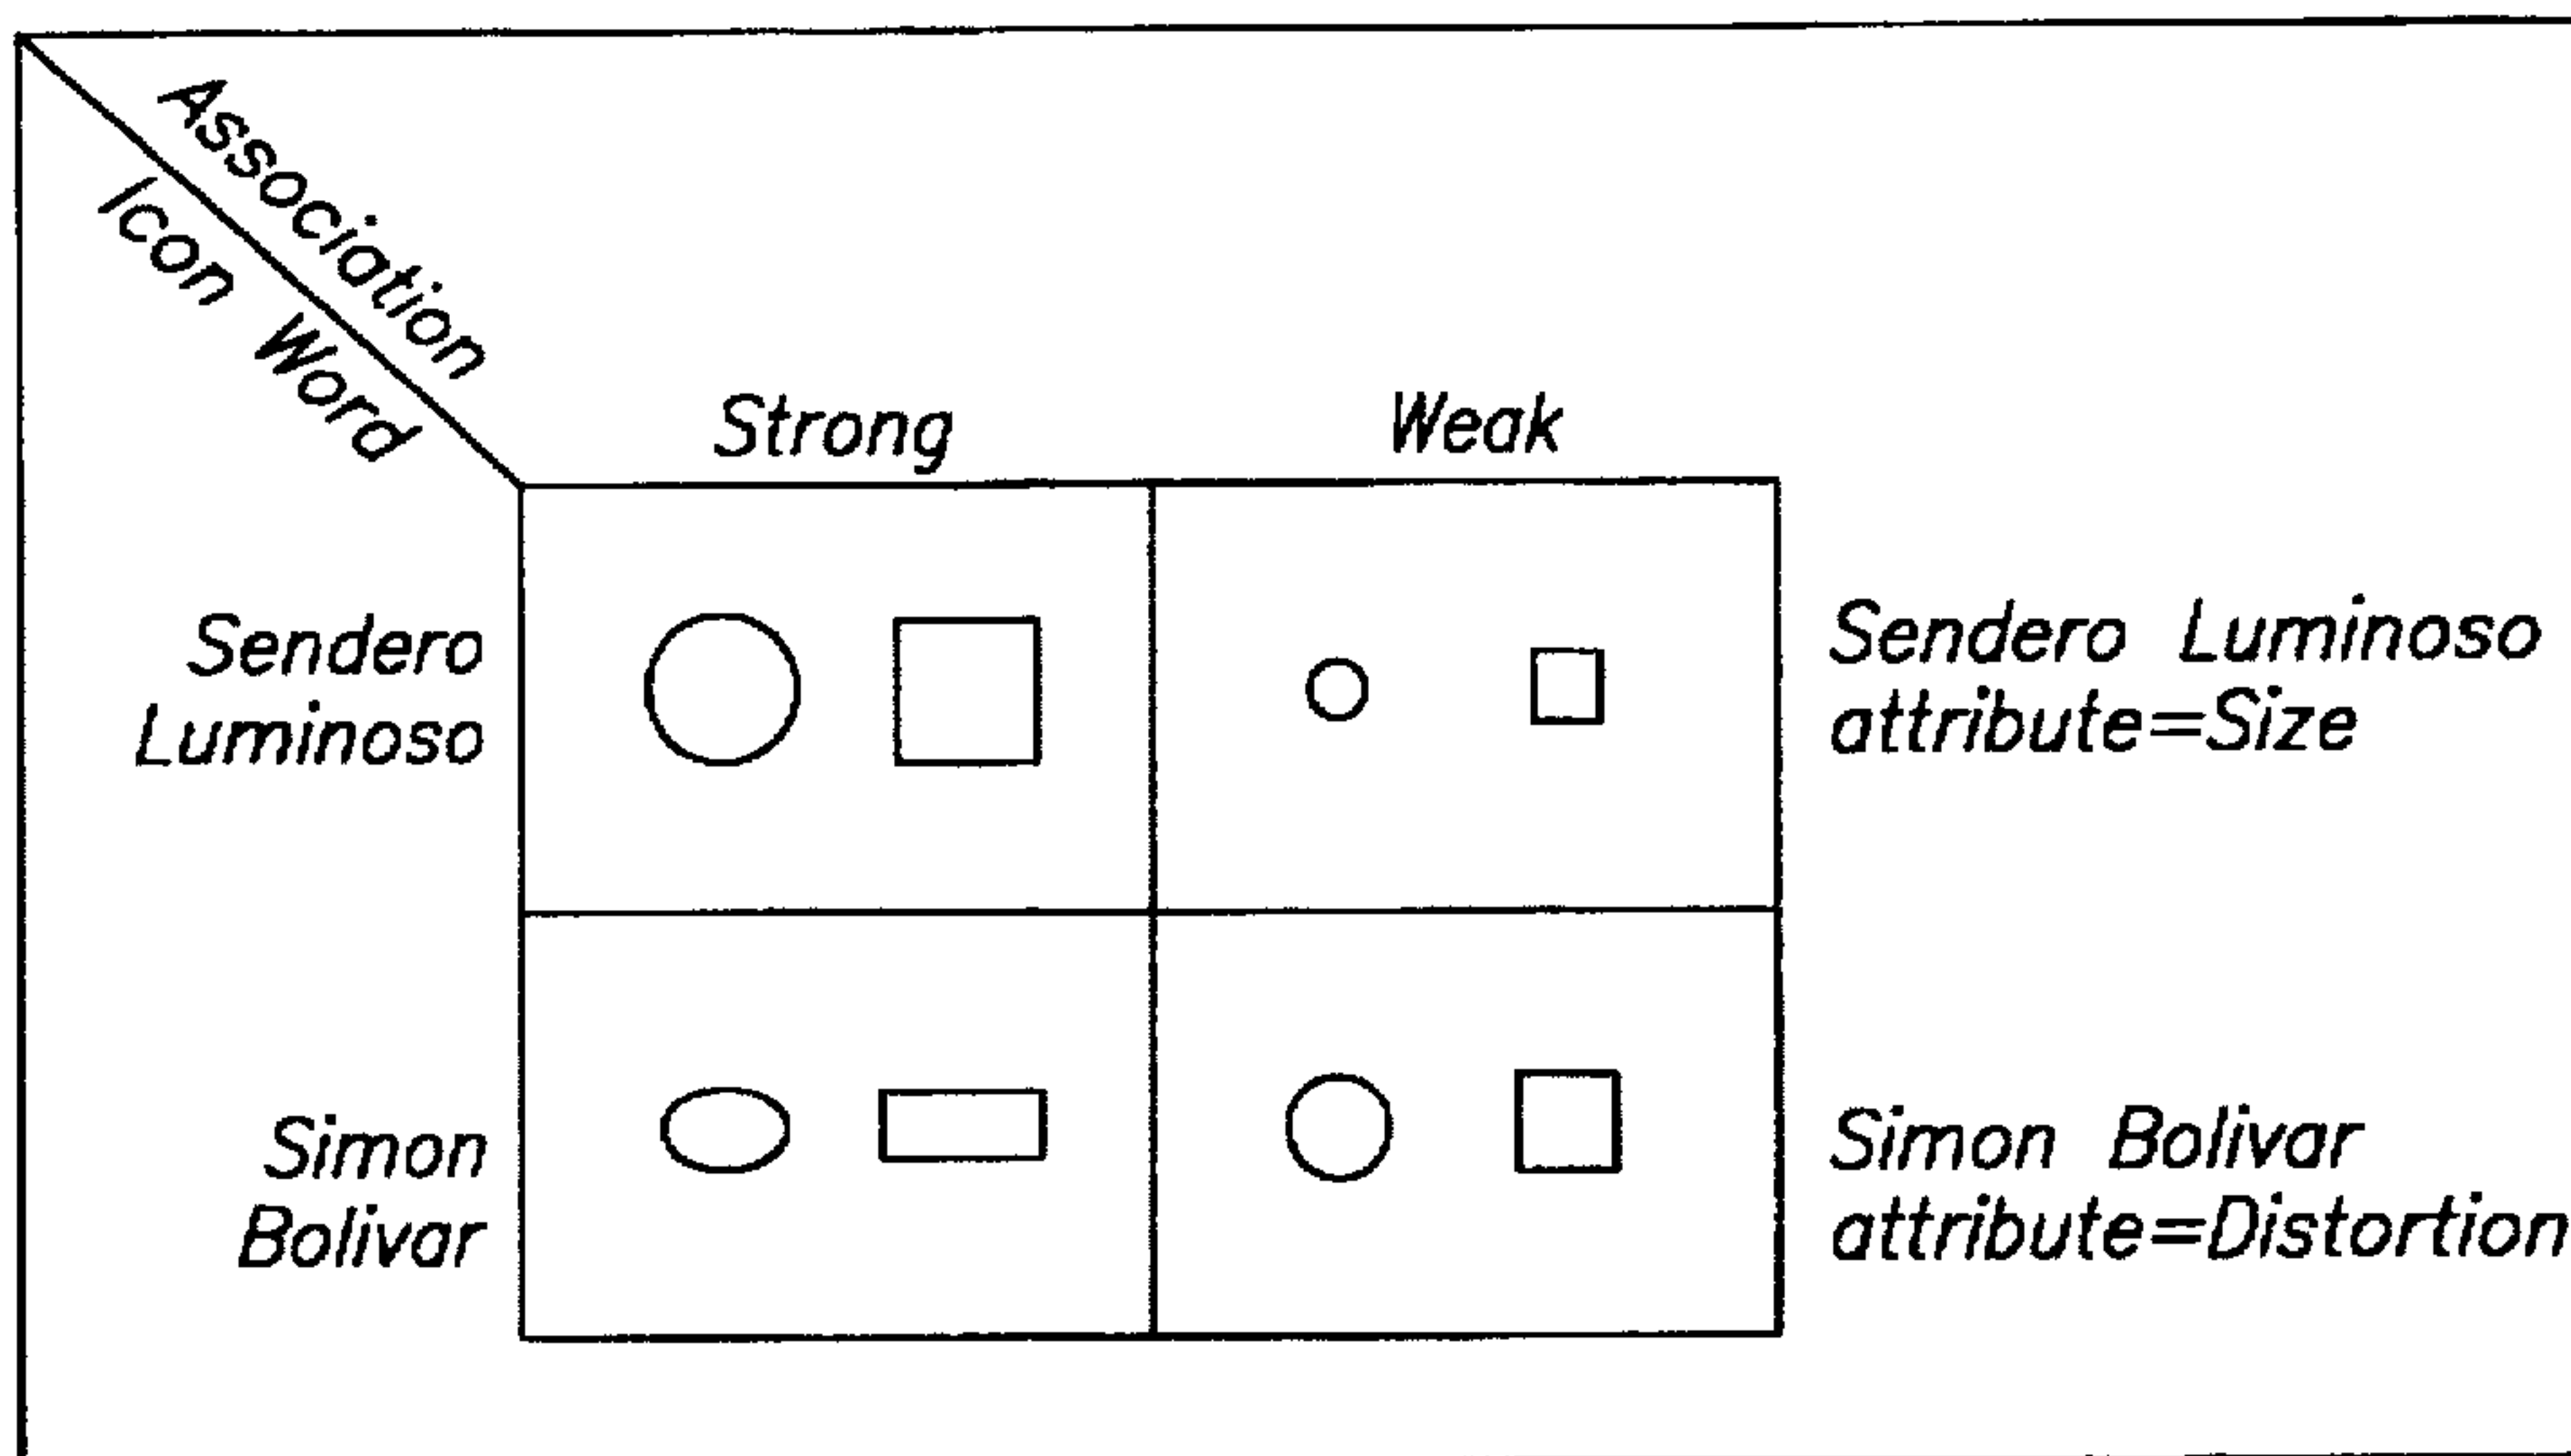 Association
Icon Word
Strong
Weak
Sendero
Luminoso
Sendero Luminoso
attribute=Size
Simon
Bolivar
Simon Bolivar
attribute=Distortion